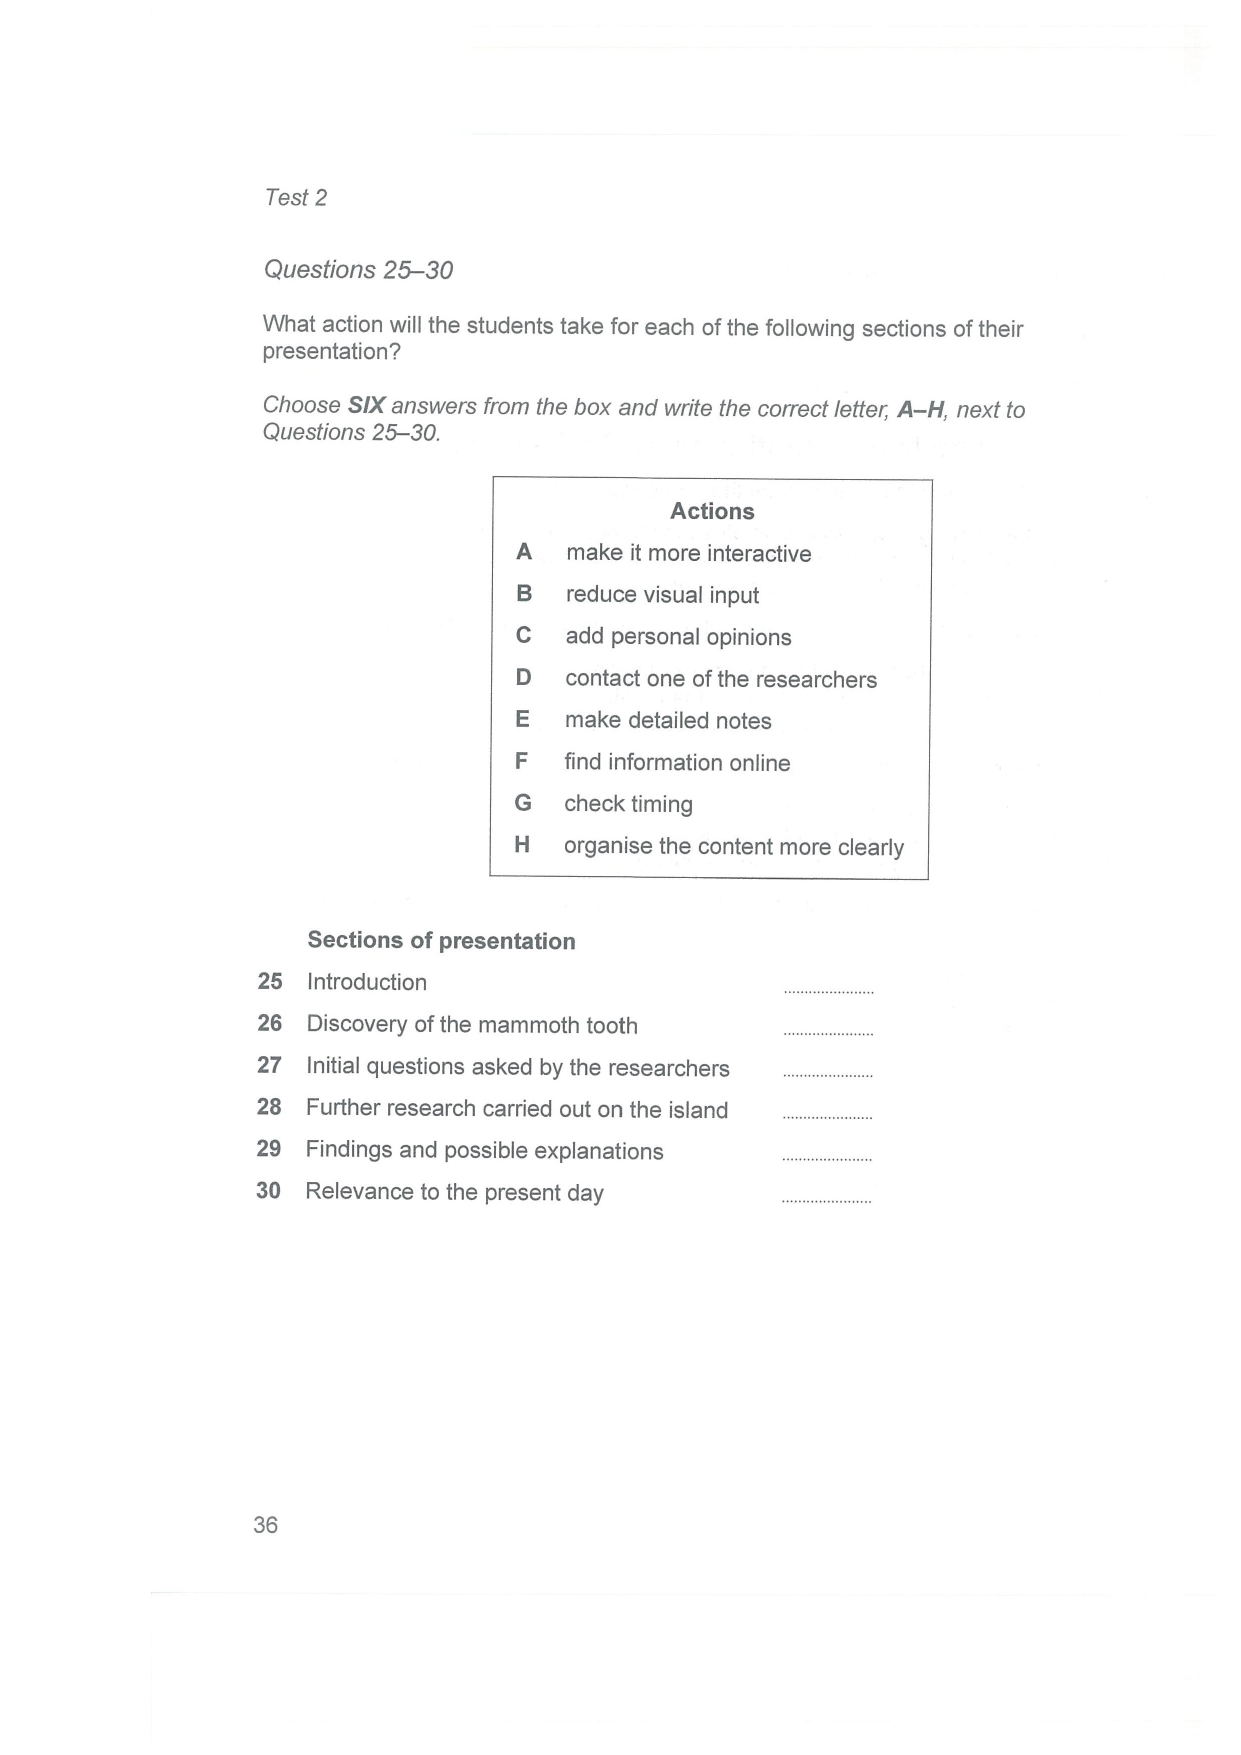 Test 2
Questions 25–30
What action will the students take for each of the following sections of their
presentation?
Choose SIX answers from the box and write the correct letter, A–H, next to
Questions 25–30.
Actions
A make it more interactive
B reduce visual input
C add personal opinions
D contact one of the researchers
E make detailed notes
F find information online
G check timing
H organise the content more clearly
Sections of presentation
25 Introduction ......................
26 Discovery of the mammoth tooth ......................
27 Initial questions asked by the researchers ......................
28 Further research carried out on the island ......................
29 Findings and possible explanations ......................
30 Relevance to the present day ......................
36